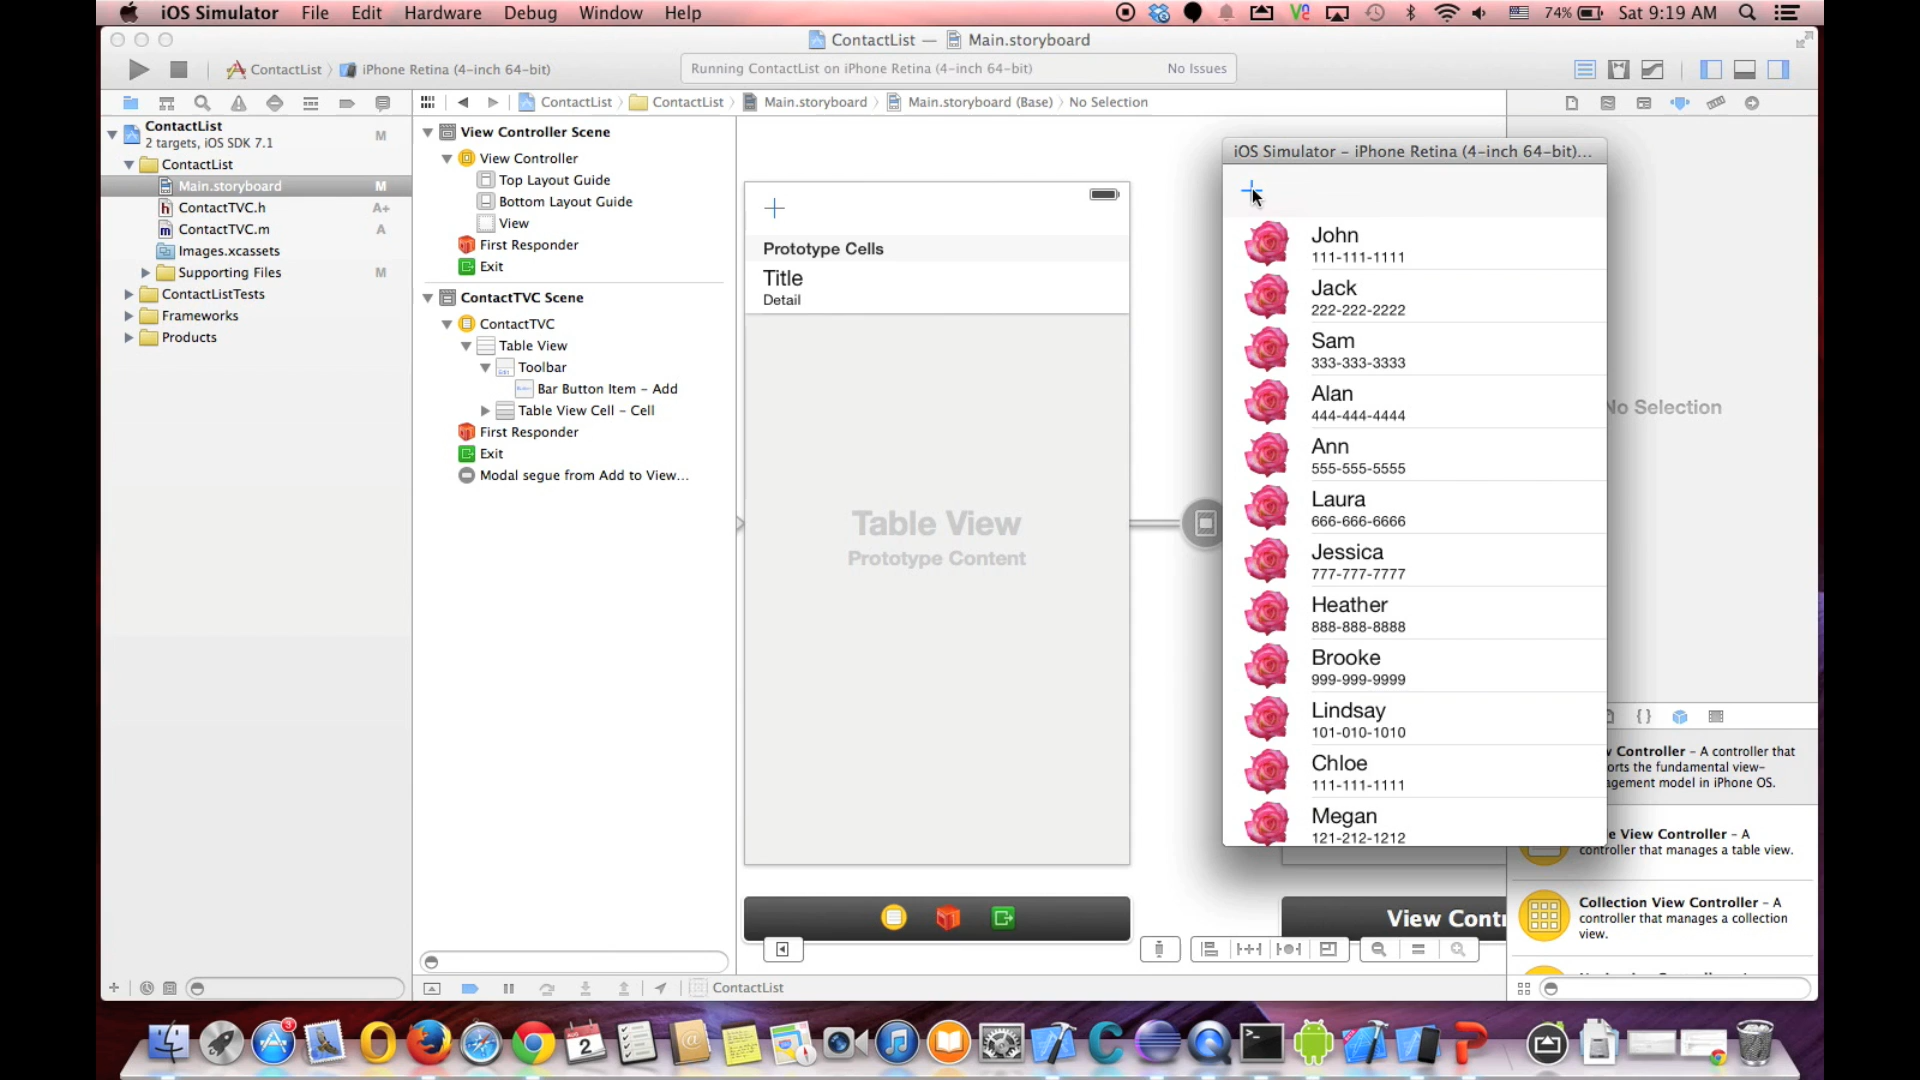 iOS Simulator File Edit Hardware Debug Window Help 74% Sat 9:19 AM
ContactList — Main.storyboard
ContactList iPhone Retina (4-inch 64-bit) Running ContactList on iPhone Retina (4-inch 64-bit) No Issues
ContactList ContactList Main.storyboard Main.storyboard (Base) No Selection
ContactList M
2 targets, iOS SDK 7.1
ContactList
Main.storyboard M
ContactTVC.h A+
ContactTVC.m A
Images.xcassets
Supporting Files M
ContactListTests
Frameworks
Products
View Controller Scene
View Controller
Top Layout Guide
Bottom Layout Guide
View
First Responder
Exit
ContactTVC Scene
ContactTVC
Table View
Toolbar
Bar Button Item – Add
Table View Cell – Cell
First Responder
Exit
Modal segue from Add to View...
Prototype Cells
Title
Detail
Table View
Prototype Content
View Contr
iOS Simulator – iPhone Retina (4-inch 64-bit)...
John
111-111-1111
Jack
222-222-2222
Sam
333-333-3333
Alan
444-444-4444
Ann
555-555-5555
Laura
666-666-6666
Jessica
777-777-7777
Heather
888-888-8888
Brooke
999-999-9999
Lindsay
101-010-1010
Chloe
111-111-1111
Megan
121-212-1212
No Selection
Controller – A controller that
orts the fundamental view-
agement model in iPhone OS.
e View Controller – A
controller that manages a table view.
Collection View Controller – A
controller that manages a collection
view.
ContactList
3
2